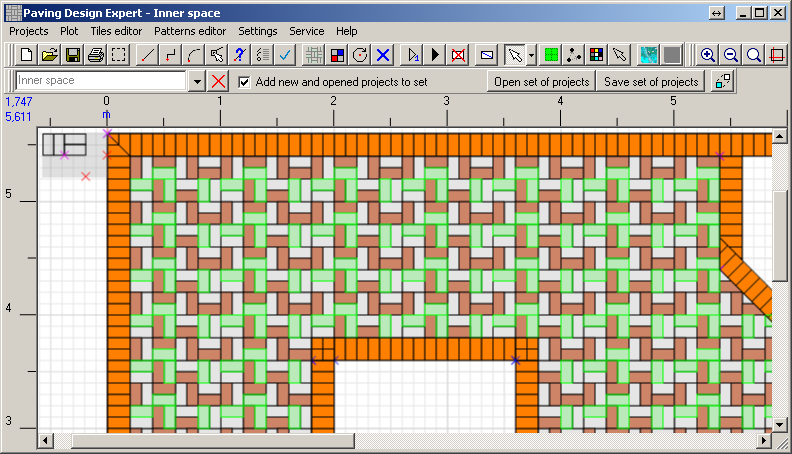 Paving Design Expert - Inner space
Projects Plot Tiles editor Patterns editor Settings Service Help
Inner space Add new and opened projects to set Open set of projects Save set of projects
1,747 0 1 2 3 4 5
5,611 m
5
4
3